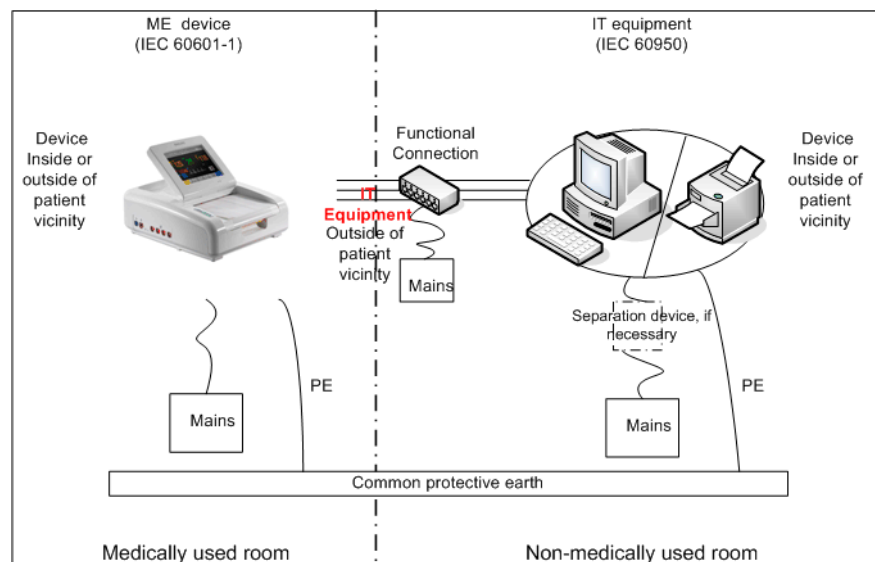 ME device
(IEC 60601-1)
IT equipment
(IEC 60950)
Device
Inside or
outside of
patient
vicinity
Functional
Connection
IT
Equipment
Outside of
patient
vicinity
Mains
Device
Inside or
outside of
patient
vicinity
Separation device, if
necessary
Mains
PE
Mains
PE
Common protective earth
Medically used room
Non-medically used room